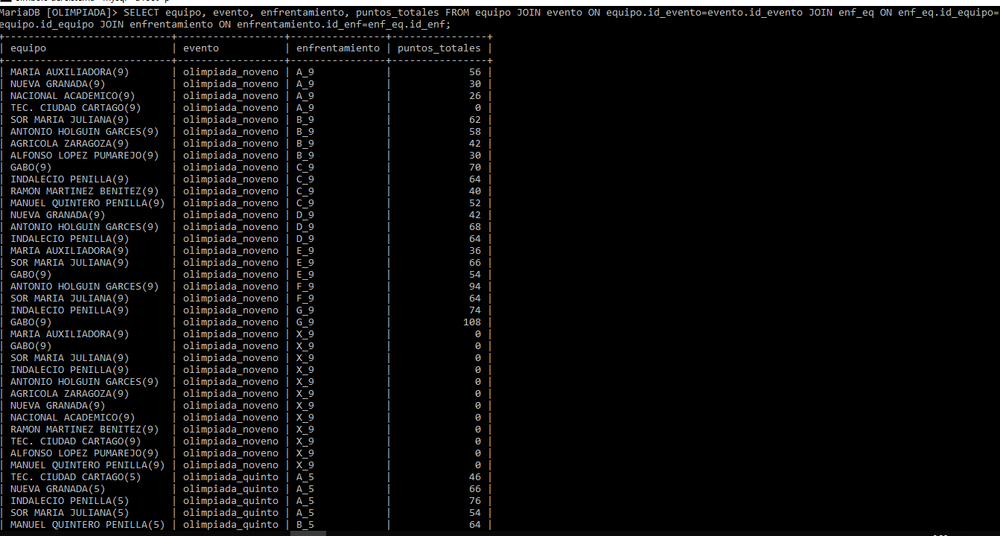 MariaDB [OLIMPIADA]> SELECT equipo, evento, enfrentamiento, puntos_totales FROM equipo JOIN evento ON equipo.id_evento=evento.id_evento JOIN enf_eq ON enf_eq.id_equipo=
equipo.id_equipo JOIN enfrentamiento ON enfrentamiento.id_enf=enf_eq.id_enf;
+---------------------------+-----------------+----------------+----------------+
| equipo | evento | enfrentamiento | puntos_totales |
+---------------------------+-----------------+----------------+----------------+
| MARIA AUXILIADORA(9) | olimpiada_noveno | A_9 | 56 |
| NUEVA GRANADA(9) | olimpiada_noveno | A_9 | 30 |
| NACIONAL ACADEMICO(9) | olimpiada_noveno | A_9 | 26 |
| TEC. CIUDAD CARTAGO(9) | olimpiada_noveno | A_9 | 0 |
| SOR MARIA JULIANA(9) | olimpiada_noveno | B_9 | 62 |
| ANTONIO HOLGUIN GARCES(9) | olimpiada_noveno | B_9 | 58 |
| AGRICOLA ZARAGOZA(9) | olimpiada_noveno | B_9 | 42 |
| ALFONSO LOPEZ PUMAREJO(9) | olimpiada_noveno | B_9 | 30 |
| GABO(9) | olimpiada_noveno | C_9 | 70 |
| INDALECIO PENILLA(9) | olimpiada_noveno | C_9 | 64 |
| RAMON MARTINEZ BENITEZ(9) | olimpiada_noveno | C_9 | 40 |
| MANUEL QUINTERO PENILLA(9) | olimpiada_noveno | C_9 | 52 |
| NUEVA GRANADA(9) | olimpiada_noveno | D_9 | 42 |
| ANTONIO HOLGUIN GARCES(9) | olimpiada_noveno | D_9 | 68 |
| INDALECIO PENILLA(9) | olimpiada_noveno | D_9 | 64 |
| MARIA AUXILIADORA(9) | olimpiada_noveno | E_9 | 36 |
| SOR MARIA JULIANA(9) | olimpiada_noveno | E_9 | 66 |
| GABO(9) | olimpiada_noveno | E_9 | 54 |
| ANTONIO HOLGUIN GARCES(9) | olimpiada_noveno | F_9 | 94 |
| SOR MARIA JULIANA(9) | olimpiada_noveno | F_9 | 64 |
| INDALECIO PENILLA(9) | olimpiada_noveno | G_9 | 74 |
| GABO(9) | olimpiada_noveno | G_9 | 108 |
| MARIA AUXILIADORA(9) | olimpiada_noveno | X_9 | 0 |
| GABO(9) | olimpiada_noveno | X_9 | 0 |
| SOR MARIA JULIANA(9) | olimpiada_noveno | X_9 | 0 |
| INDALECIO PENILLA(9) | olimpiada_noveno | X_9 | 0 |
| ANTONIO HOLGUIN GARCES(9) | olimpiada_noveno | X_9 | 0 |
| AGRICOLA ZARAGOZA(9) | olimpiada_noveno | X_9 | 0 |
| NUEVA GRANADA(9) | olimpiada_noveno | X_9 | 0 |
| NACIONAL ACADEMICO(9) | olimpiada_noveno | X_9 | 0 |
| RAMON MARTINEZ BENITEZ(9) | olimpiada_noveno | X_9 | 0 |
| TEC. CIUDAD CARTAGO(9) | olimpiada_noveno | X_9 | 0 |
| ALFONSO LOPEZ PUMAREJO(9) | olimpiada_noveno | X_9 | 0 |
| MANUEL QUINTERO PENILLA(9) | olimpiada_noveno | X_9 | 0 |
| TEC. CIUDAD CARTAGO(5) | olimpiada_quinto | A_5 | 46 |
| NUEVA GRANADA(5) | olimpiada_quinto | A_5 | 66 |
| INDALECIO PENILLA(5) | olimpiada_quinto | A_5 | 76 |
| SOR MARIA JULIANA(5) | olimpiada_quinto | A_5 | 54 |
| MANUEL QUINTERO PENILLA(5) | olimpiada_quinto | B_5 | 64 |